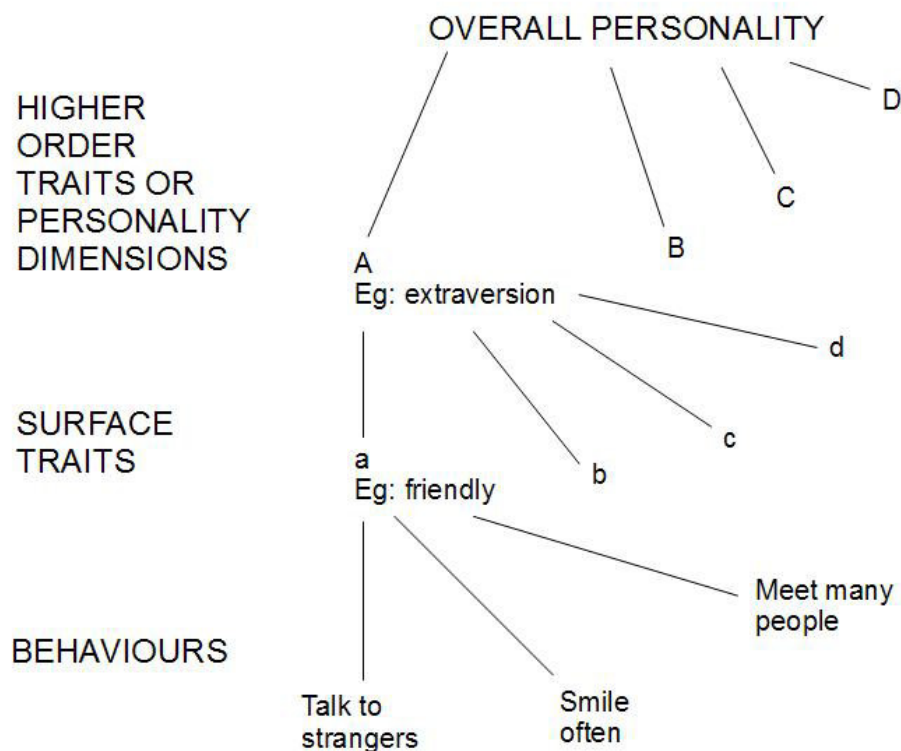 OVERALL PERSONALITY
HIGHER
ORDER
TRAITS OR
PERSONALITY
DIMENSIONS
D
C
B
A
Eg: extraversion
d
c
b
SURFACE
TRAITS
a
Eg: friendly
Meet many
people
BEHAVIOURS
Talk to
strangers
Smile
often